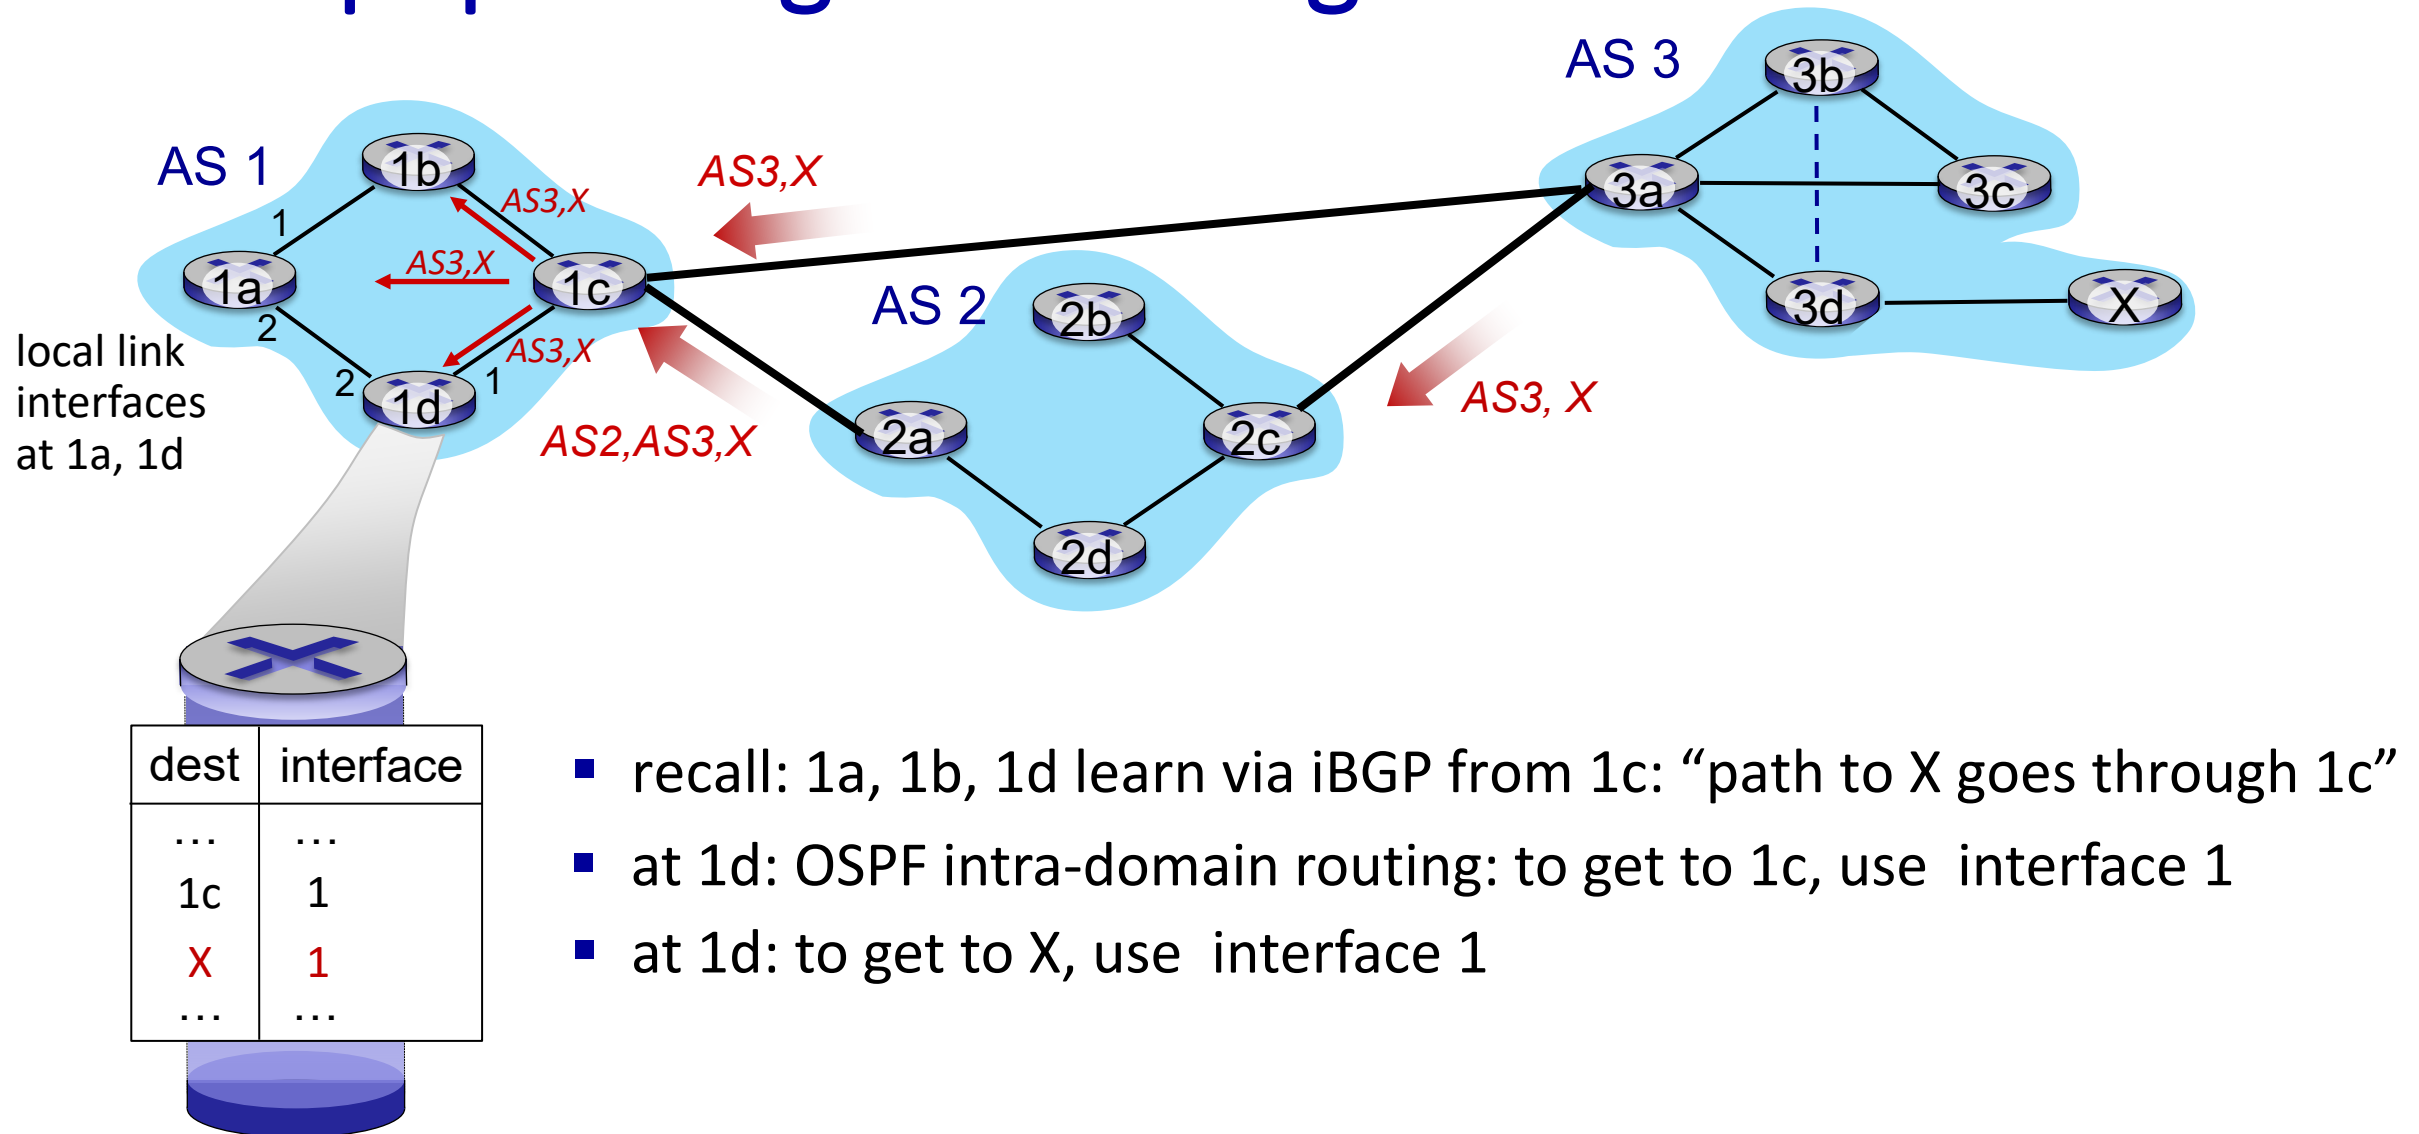 AS 3
3b
AS 1
1b
AS3,X
3a
3c
AS3,X
1
1a
AS3,X
1c
AS 2
2b
3d
X
2
local link
interfaces
at 1a, 1d
AS3,X
2
1
1d
AS3, X
AS2,AS3,X
2a
2c
2d
dest interface
... ...
1c 1
X 1
... ...
▪ recall: 1a, 1b, 1d learn via iBGP from 1c: “path to X goes through 1c”
▪ at 1d: OSPF intra-domain routing: to get to 1c, use interface 1
▪ at 1d: to get to X, use interface 1